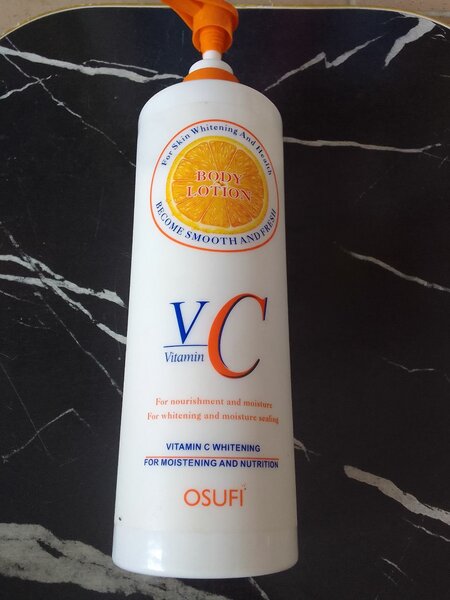 For Skin Whitening And Health
BODY
LOTION
BECOME SMOOTH AND FRESH
VC
Vitamin
For nourishment and moisture
For whitening and moisture sealing
VITAMIN C WHITENING
FOR MOISTENING AND NUTRITION
OSUFI